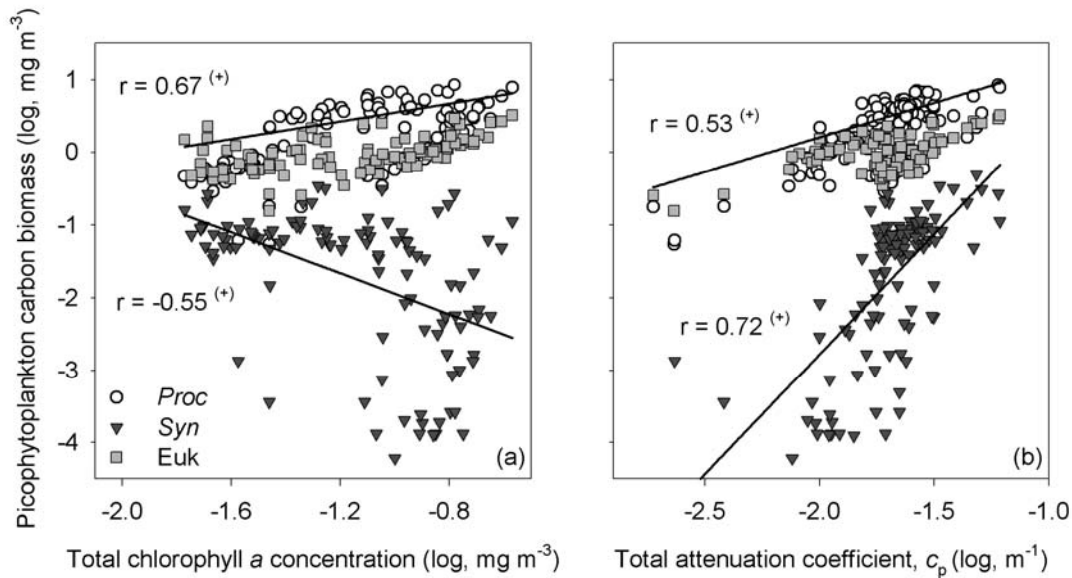 Picophytoplankton carbon biomass (log, mg m⁻³)
1
0
-1
-2
-3
-4
r = 0.67 ⁽⁺⁾
r = -0.55 ⁽⁺⁾
Proc
Syn
Euk
(a)
-2.0 -1.6 -1.2 -0.8
Total chlorophyll a concentration (log, mg m⁻³)
r = 0.53 ⁽⁺⁾
r = 0.72 ⁽⁺⁾
(b)
-2.5 -2.0 -1.5 -1.0
Total attenuation coefficient, cₚ (log, m⁻¹)